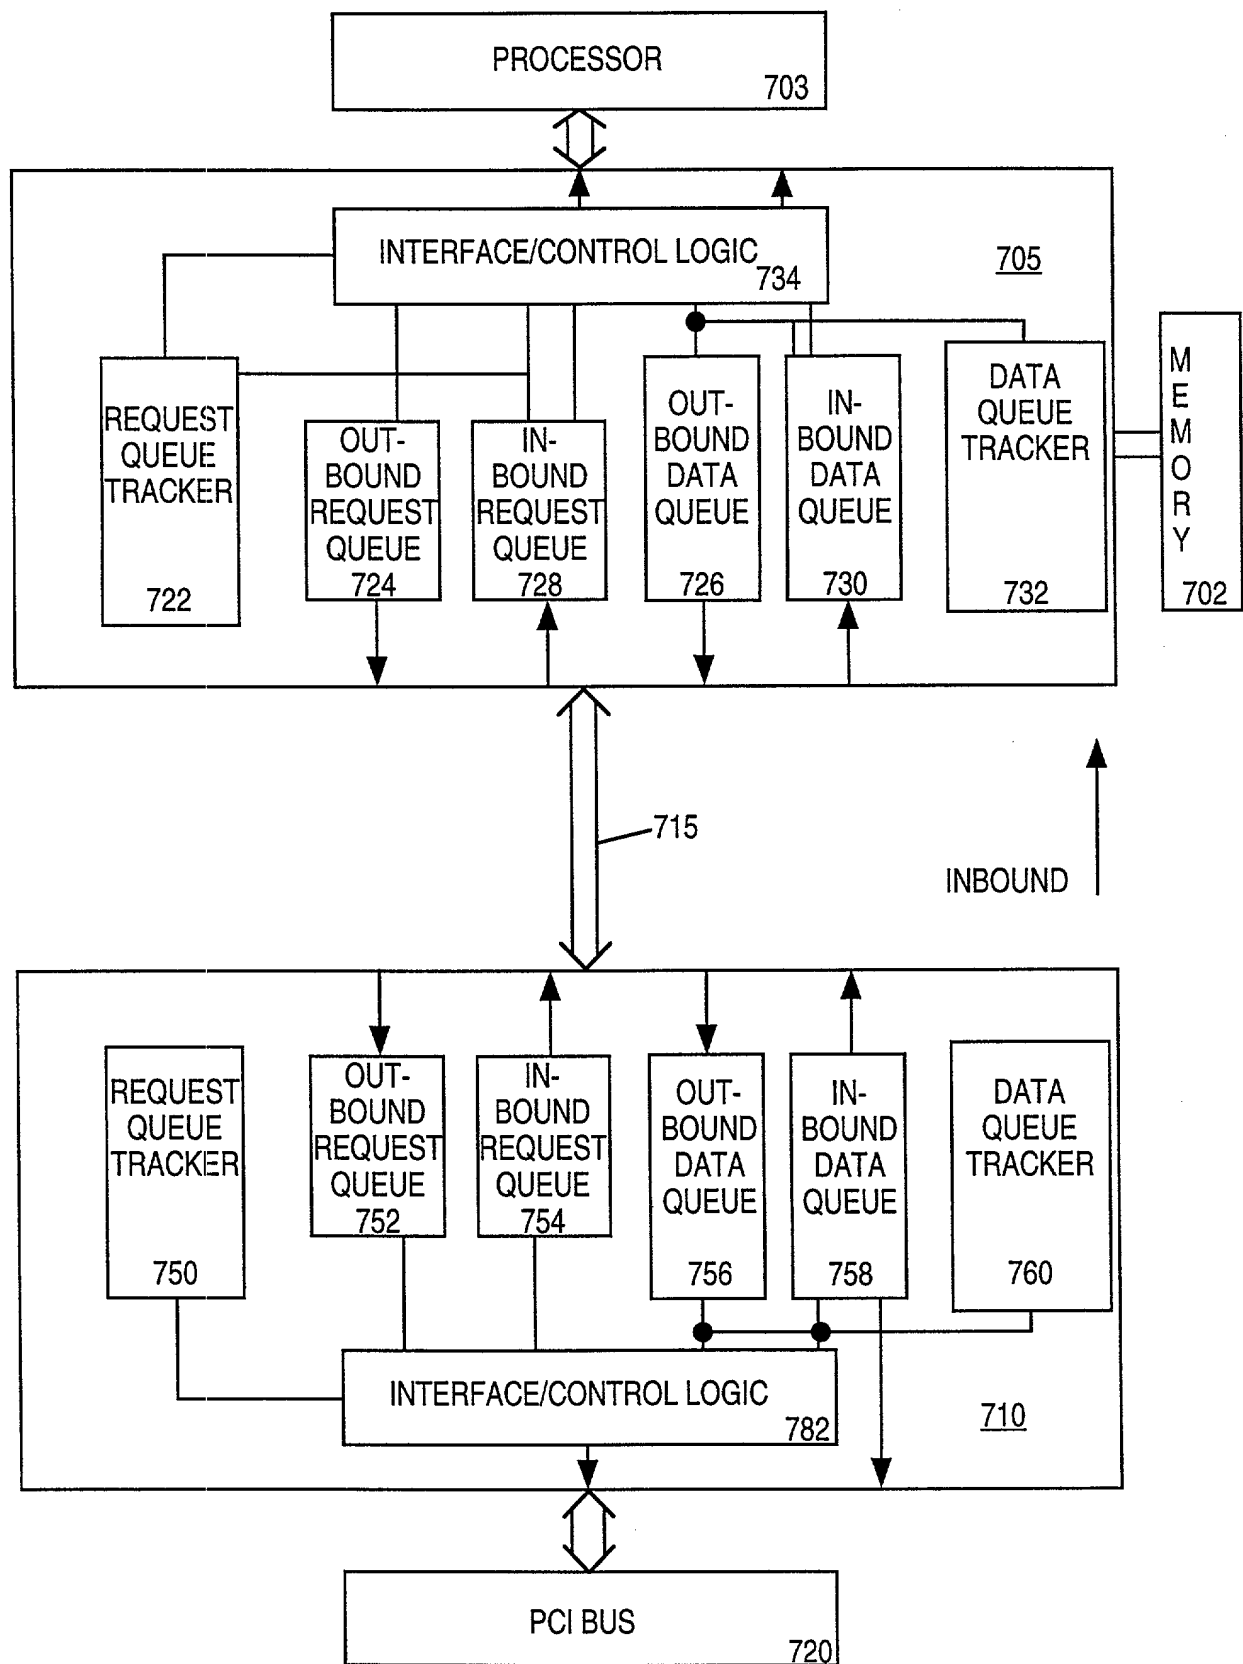 PROCESSOR
703
INTERFACE/CONTROL LOGIC
734
705
REQUEST
QUEUE
TRACKER
722
OUT-
BOUND
REQUEST
QUEUE
724
IN-
BOUND
REQUEST
QUEUE
728
OUT-
BOUND
DATA
QUEUE
726
IN-
BOUND
DATA
QUEUE
730
DATA
QUEUE
TRACKER
732
MEMORY
702
715
INBOUND
REQUEST
QUEUE
TRACKER
750
OUT-
BOUND
REQUEST
QUEUE
752
IN-
BOUND
REQUEST
QUEUE
754
OUT-
BOUND
DATA
QUEUE
756
IN-
BOUND
DATA
QUEUE
758
DATA
QUEUE
TRACKER
760
INTERFACE/CONTROL LOGIC
782
710
PCI BUS
720